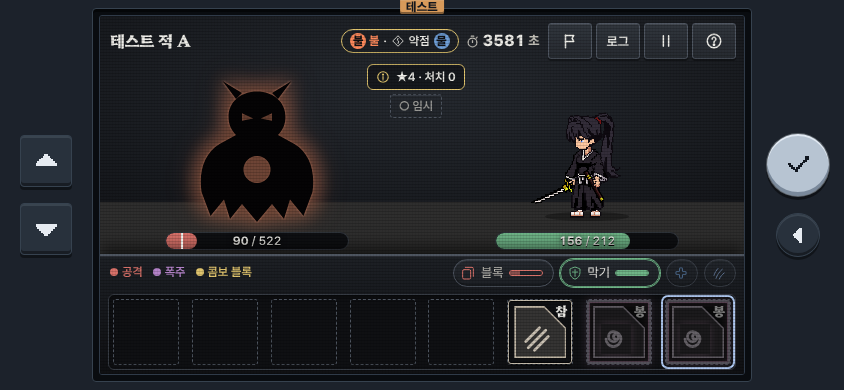 테스트
테스트 적 A
불 불 · 약점 물
3581 초
로그
★4 · 처치 0
임시
90 / 522
156 / 212
공격 폭주 콤보 블록
블록
막기
참
봉
봉